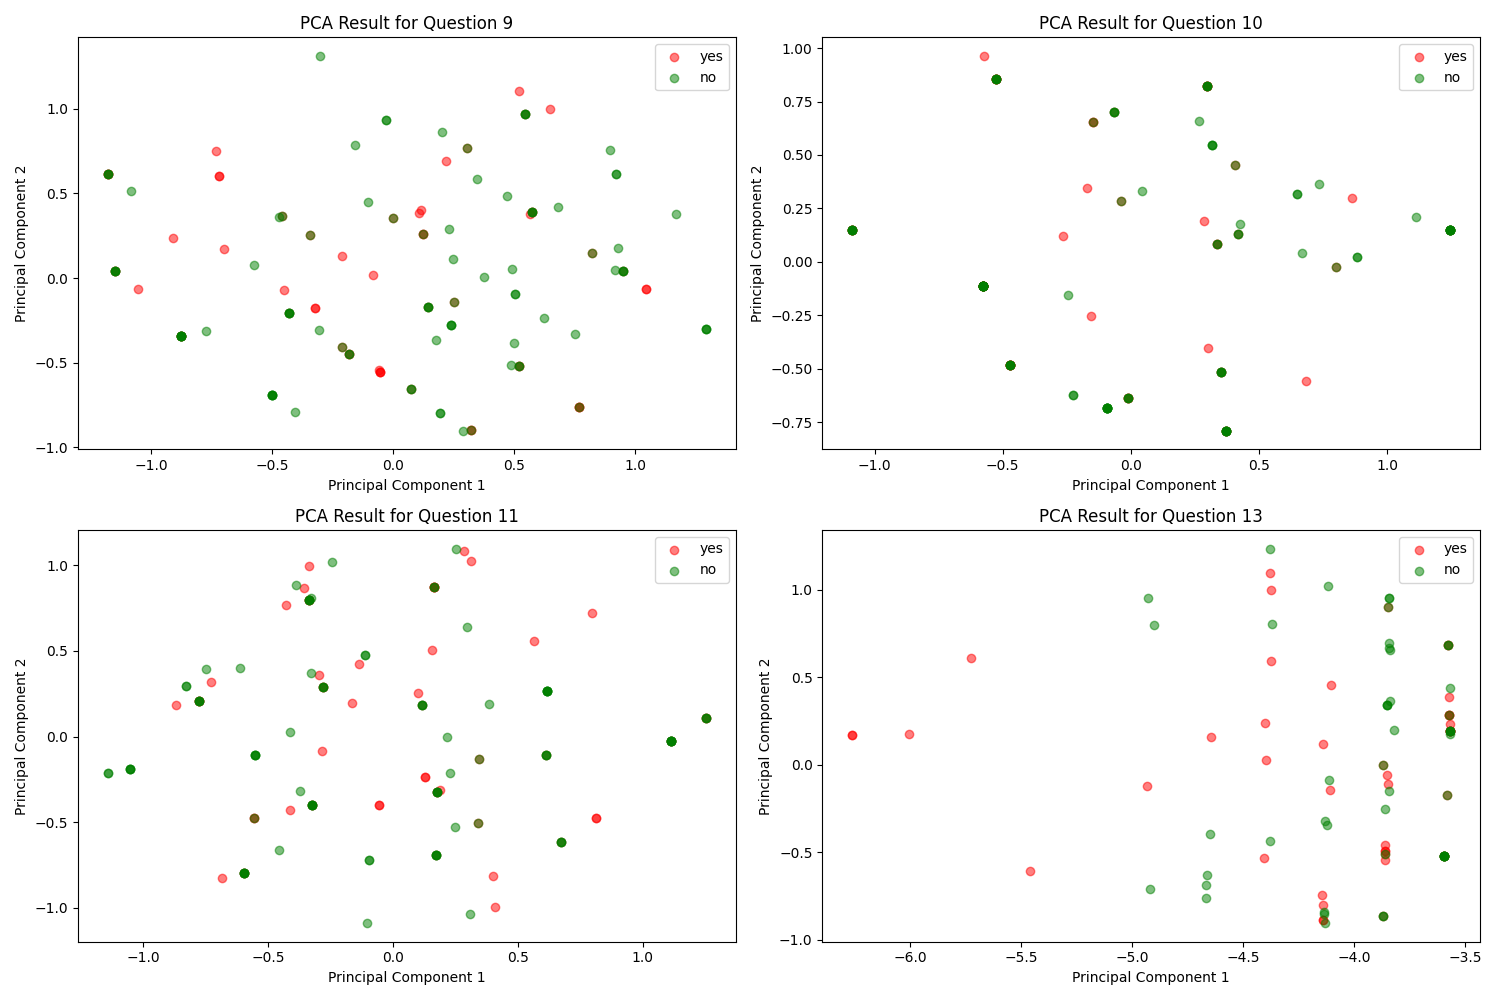 PCA Result for Question 9
yes
no
1.0
0.5
0.0
−0.5
−1.0
Principal Component 2
−1.0
−0.5
0.0
0.5
1.0
Principal Component 1
PCA Result for Question 10
yes
no
1.00
0.75
0.50
0.25
0.00
−0.25
−0.50
−0.75
Principal Component 2
−1.0
−0.5
0.0
0.5
1.0
Principal Component 1
PCA Result for Question 11
yes
no
1.0
0.5
0.0
−0.5
−1.0
Principal Component 2
−1.0
−0.5
0.0
0.5
1.0
Principal Component 1
PCA Result for Question 13
yes
no
1.0
0.5
0.0
−0.5
−1.0
Principal Component 2
−6.0
−5.5
−5.0
−4.5
−4.0
−3.5
Principal Component 1